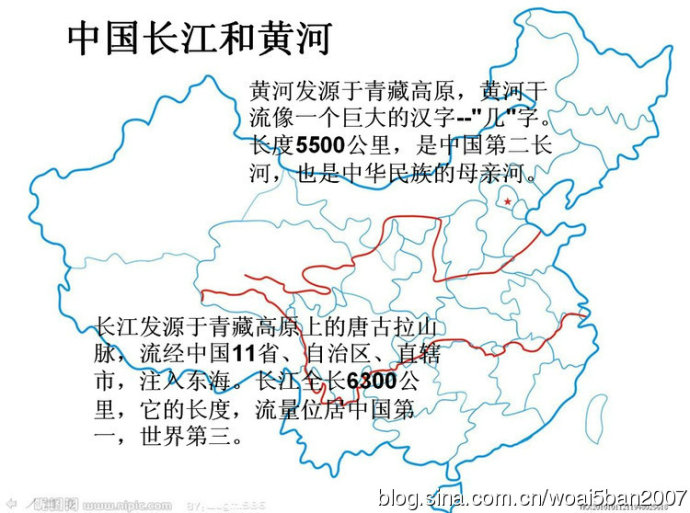 中国长江和黄河
黄河发源于青藏高原，黄河干
流像一个巨大的汉字--"几"字。
长度5500公里，是中国第二长
河，也是中华民族的母亲河。
长江发源于青藏高原上的唐古拉山
脉，流经中国11省、自治区、直辖
市，注入东海。长江全长6300公
里，它的长度，流量位居中国第
一，世界第三。
www.nipic.com
blog.sina.com.cn/woai5ban2007